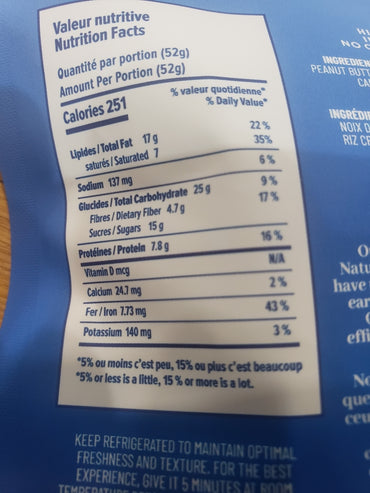 Valeur nutritive
Nutrition Facts
Quantité par portion (52g)
Amount Per Portion (52g)
Calories 251
% valeur quotidienne*
% Daily Value*
Lipides / Total Fat 17 g 22 %
saturés / Saturated 7 35%
Sodium 137 mg 6 %
Glucides / Total Carbohydrate 25 g 9 %
Fibres / Dietary Fiber 4.7 g 17 %
Sucres / Sugars 15 g
Protéines / Protein 7.8 g 16 %
Vitamin D mcg N/A
Calcium 24.7 mg 2 %
Fer / Iron 7.73 mg 43 %
Potassium 140 mg 3 %
*5% ou moins c'est peu, 15% ou plus c'est beaucoup
*5% or less is a little, 15 % or more is a lot.
KEEP REFRIGERATED TO MAINTAIN OPTIMAL
FRESHNESS AND TEXTURE. FOR THE BEST
EXPERIENCE, GIVE IT 5 MINUTES AT ROOM
NO
INGREDIEN
PEANUT BUTT
CA
INGRÉDI
NOIX D
RIZ C
Natu
have
ear
effi
No
que
ceu